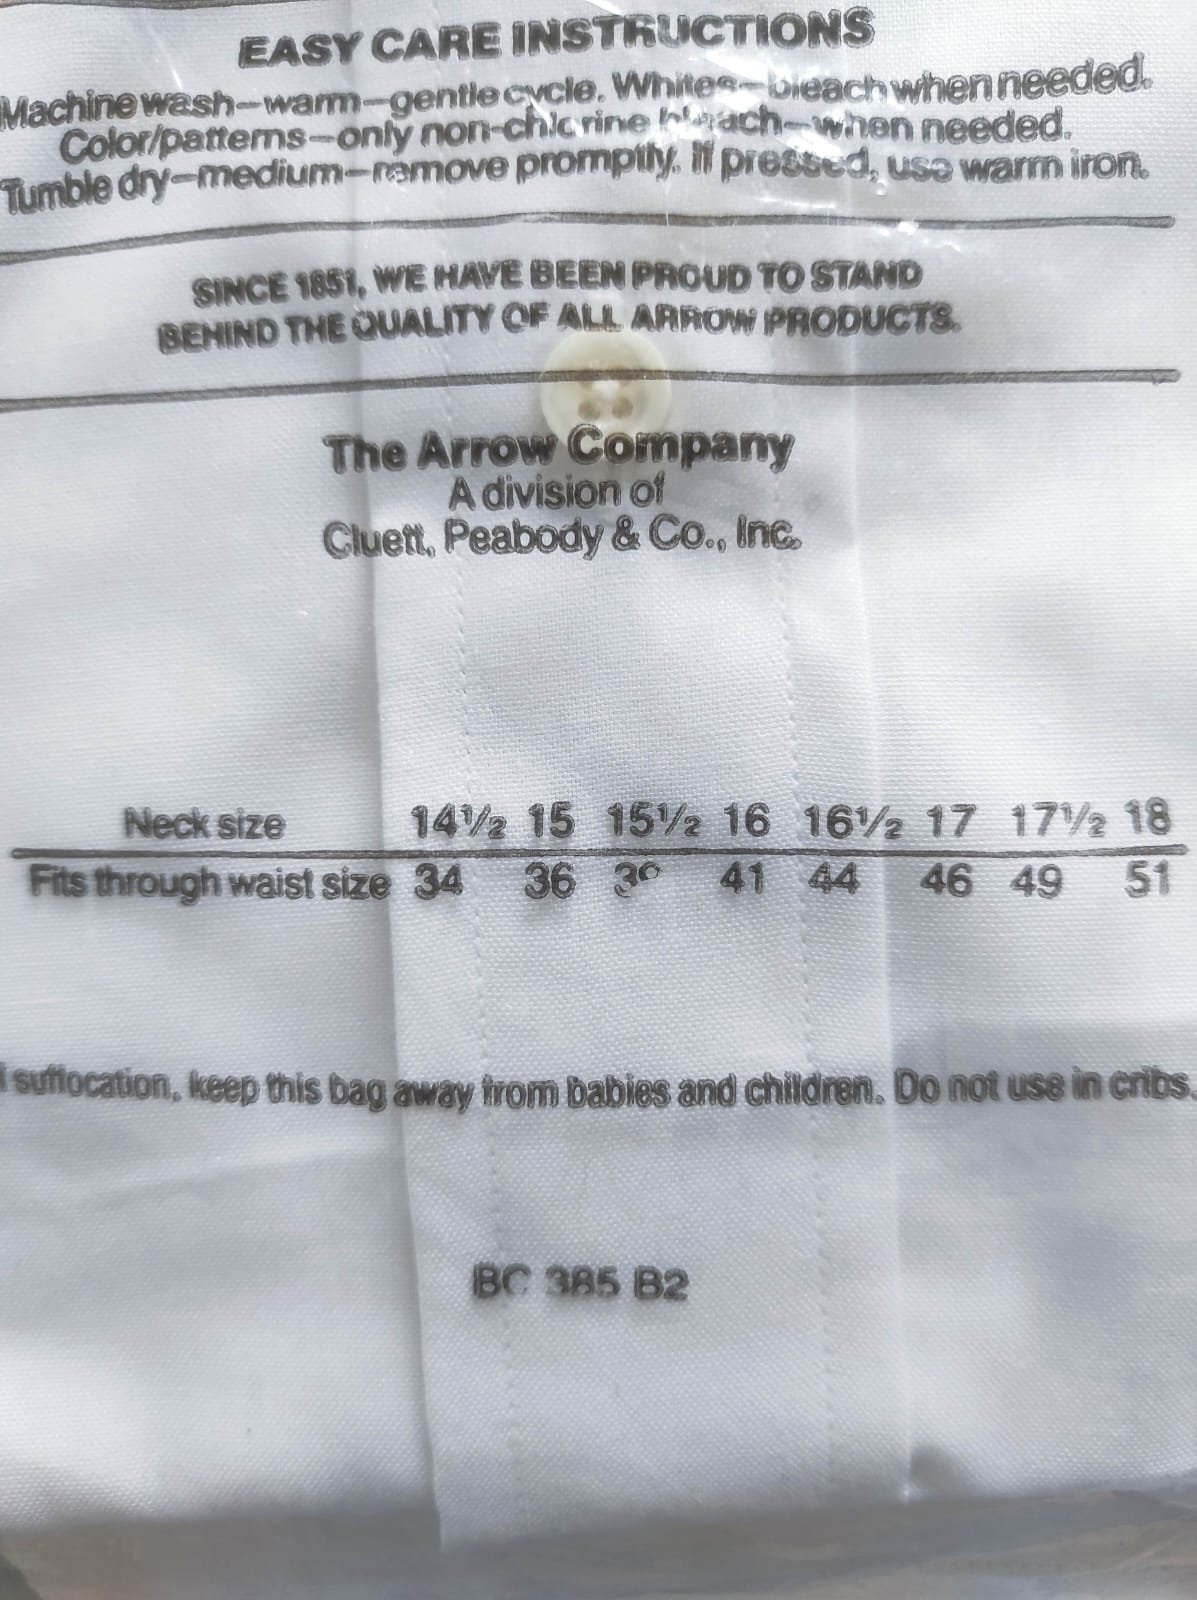 EASY CARE INSTRUCTIONS
Machine wash—warm—gentle cycle. Whites—bleach when needed.
Color/patterns—only non-chlorine bleach—when needed.
Tumble dry—medium—remove promptly. If pressed, use warm iron.
SINCE 1851, WE HAVE BEEN PROUD TO STAND
BEHIND THE QUALITY OF ALL ARROW PRODUCTS.
The Arrow Company
A division of
Cluett, Peabody & Co., Inc.
Neck size 14½ 15 15½ 16 16½ 17 17½ 18
Fits through waist size 34 36 41 44 46 49 51
suffocation, keep this bag away from babies and children. Do not use in cribs.
BC 385 B2